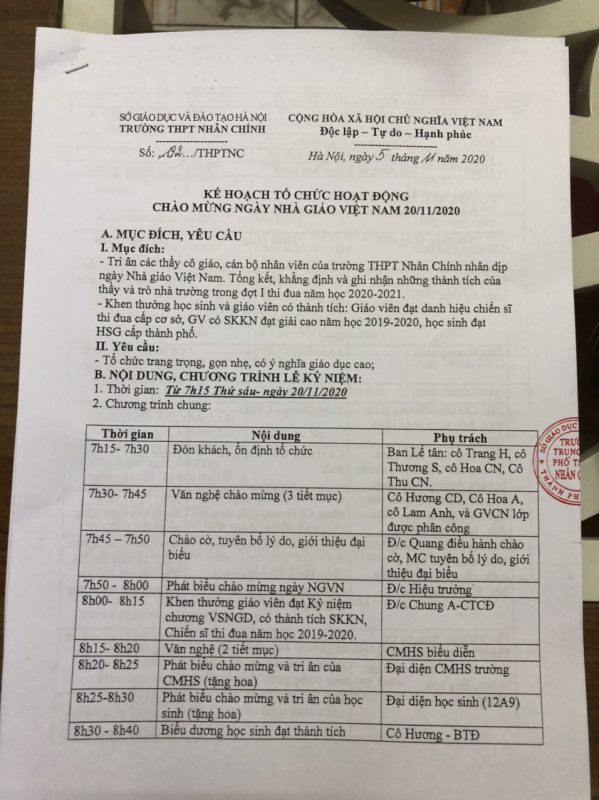 SỞ GIÁO DỤC VÀ ĐÀO TẠO HÀ NỘI
TRƯỜNG THPT NHÂN CHÍNH
Số: 192.../THPTNC
CỘNG HÒA XÃ HỘI CHỦ NGHĨA VIỆT NAM
Độc lập – Tự do – Hạnh phúc
Hà Nội, ngày 5 tháng 11 năm 2020
KẾ HOẠCH TỔ CHỨC HOẠT ĐỘNG
CHÀO MỪNG NGÀY NHÀ GIÁO VIỆT NAM 20/11/2020
A. MỤC ĐÍCH, YÊU CẦU
I. Mục đích:
- Tri ân các thầy cô giáo, cán bộ nhân viên của trường THPT Nhân Chính nhân dịp
ngày Nhà giáo Việt Nam. Tổng kết, khẳng định và ghi nhận những thành tích của
thầy và trò nhà trường trong đợt I thi đua năm học 2020-2021.
- Khen thưởng học sinh và giáo viên có thành tích: Giáo viên đạt danh hiệu chiến sĩ
thi đua cấp cơ sở, GV có SKKN đạt giải cao năm học 2019-2020, học sinh đạt
HSG cấp thành phố.
II. Yêu cầu:
- Tổ chức trang trọng, gọn nhẹ, có ý nghĩa giáo dục cao;
B. NỘI DUNG, CHƯƠNG TRÌNH LỄ KỶ NIỆM:
1. Thời gian: Từ 7h15 Thứ sáu- ngày 20/11/2020
2. Chương trình chung:
Thời gian Nội dung Phụ trách
7h15- 7h30 Đón khách, ổn định tổ chức Ban Lễ tân: cô Trang H, cô
Thương S, cô Hoa CN, Cô
Thu CN.
7h30- 7h45 Văn nghệ chào mừng (3 tiết mục) Cô Hương CD, Cô Hoa A,
cô Lam Anh, và GVCN lớp
được phân công
7h45 – 7h50 Chào cờ, tuyên bố lý do, giới thiệu đại Đ/c Quang điều hành chào
biểu cờ, MC tuyên bố lý do, giới
thiệu đại biểu
7h50 - 8h00 Phát biểu chào mừng ngày NGVN Đ/c Hiệu trưởng
8h00- 8h15 Khen thưởng giáo viên đạt Kỷ niệm Đ/c Chung A-CTCĐ
chương VSNGD, có thành tích SKKN,
Chiến sĩ thi đua năm học 2019-2020.
8h15- 8h20 Văn nghệ (2 tiết mục) CMHS biểu diễn
8h20- 8h25 Phát biểu chào mừng và tri ân của Đại diện CMHS trường
CMHS (tặng hoa)
8h25-8h30 Phát biểu chào mừng và tri ân của học Đại diện học sinh (12A9)
sinh (tặng hoa)
8h30 - 8h40 Biểu dương học sinh đạt thành tích Cô Hương - BTĐ
SỞ GIÁO DỤC
TRƯỜ
TRUNG
PHỔ TH
NHÂN C
THÀNH PH